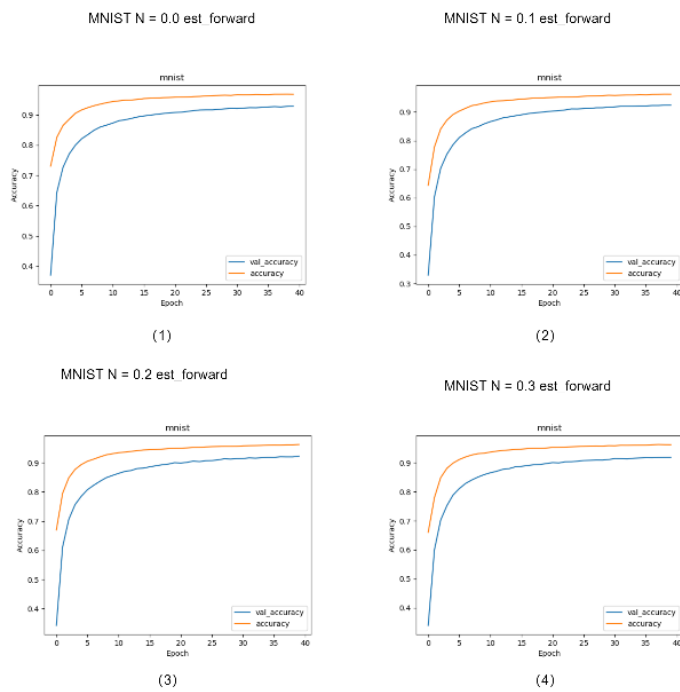 MNIST N = 0.0 est_forward
mnist
Accuracy
0.9
0.8
0.7
0.6
0.5
0.4
val_accuracy
accuracy
0 5 10 15 20 25 30 35 40
Epoch
(1)
MNIST N = 0.1 est_forward
mnist
Accuracy
0.9
0.8
0.7
0.6
0.5
0.4
0.3
val_accuracy
accuracy
0 5 10 15 20 25 30 35 40
Epoch
(2)
MNIST N = 0.2 est_forward
mnist
Accuracy
0.9
0.8
0.7
0.6
0.5
0.4
val_accuracy
accuracy
0 5 10 15 20 25 30 35 40
Epoch
(3)
MNIST N = 0.3 est_forward
mnist
Accuracy
0.9
0.8
0.7
0.6
0.5
0.4
val_accuracy
accuracy
0 5 10 15 20 25 30 35 40
Epoch
(4)